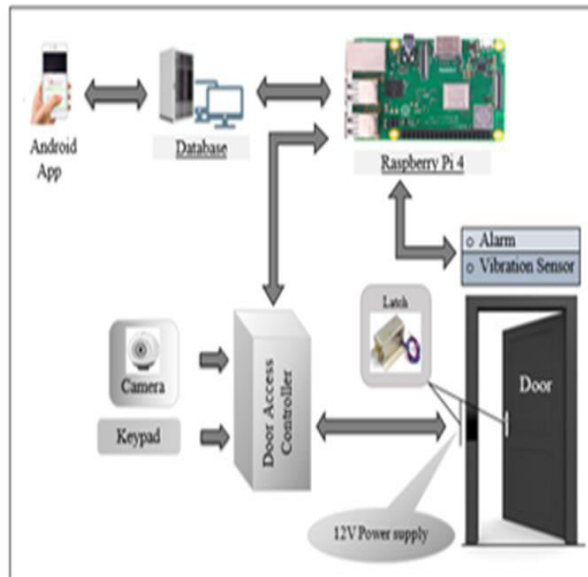 Android
App
Database
Raspberry Pi 4
Alarm
Vibration Sensor
Latch
Camera
Keypad
Door Access
Controller
Door
12V Power supply